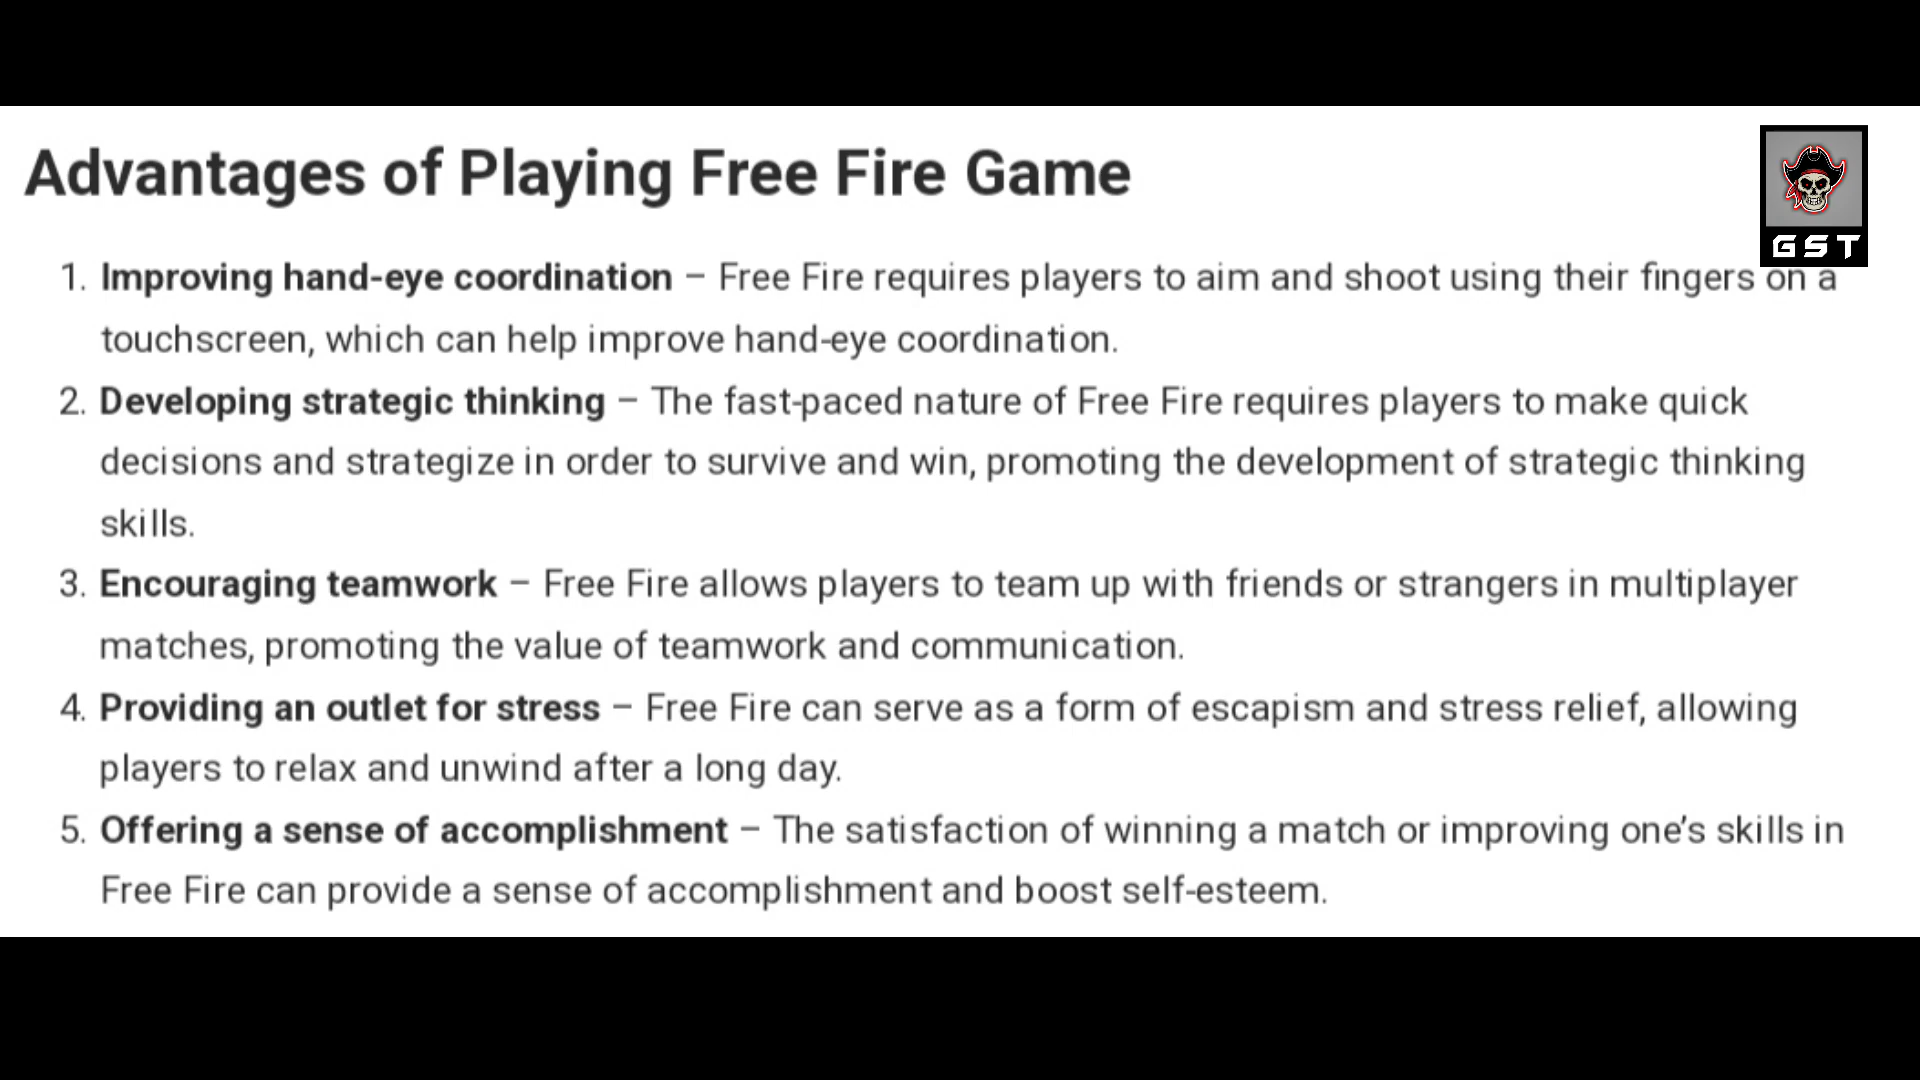 Advantages of Playing Free Fire Game
GST
1. Improving hand-eye coordination – Free Fire requires players to aim and shoot using their fingers on a
touchscreen, which can help improve hand-eye coordination.
2. Developing strategic thinking – The fast-paced nature of Free Fire requires players to make quick
decisions and strategize in order to survive and win, promoting the development of strategic thinking
skills.
3. Encouraging teamwork – Free Fire allows players to team up with friends or strangers in multiplayer
matches, promoting the value of teamwork and communication.
4. Providing an outlet for stress – Free Fire can serve as a form of escapism and stress relief, allowing
players to relax and unwind after a long day.
5. Offering a sense of accomplishment – The satisfaction of winning a match or improving one’s skills in
Free Fire can provide a sense of accomplishment and boost self-esteem.